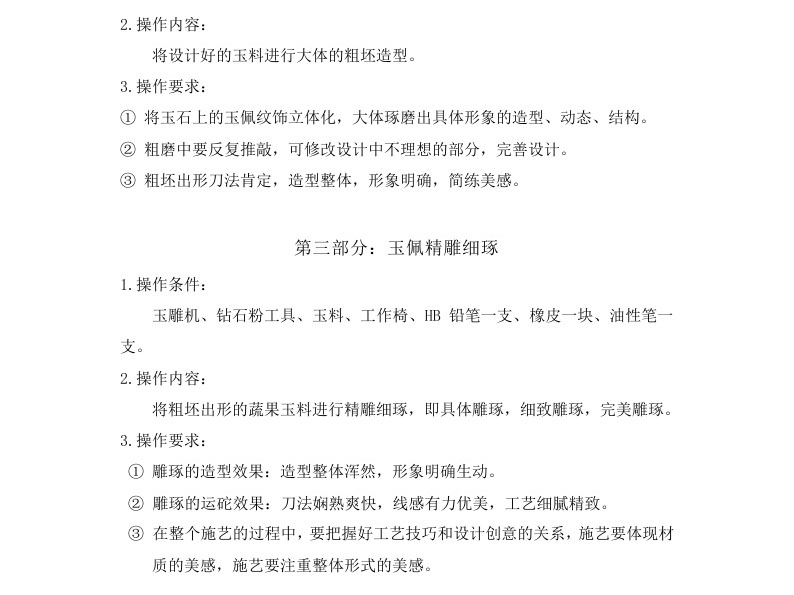 2.操作内容：
将设计好的玉料进行大体的粗坯造型。
3.操作要求：
① 将玉石上的玉佩纹饰立体化，大体琢磨出具体形象的造型、动态、结构。
② 粗磨中要反复推敲，可修改设计中不理想的部分，完善设计。
③ 粗坯出形刀法肯定，造型整体，形象明确，简练美感。
第三部分：玉佩精雕细琢
1.操作条件：
玉雕机、钻石粉工具、玉料、工作椅、HB 铅笔一支、橡皮一块、油性笔一
支。
2.操作内容：
将粗坯出形的蔬果玉料进行精雕细琢，即具体雕琢，细致雕琢，完美雕琢。
3.操作要求：
① 雕琢的造型效果：造型整体浑然，形象明确生动。
② 雕琢的运砣效果：刀法娴熟爽快，线感有力优美，工艺细腻精致。
③ 在整个施艺的过程中，要把握好工艺技巧和设计创意的关系，施艺要体现材
质的美感，施艺要注重整体形式的美感。